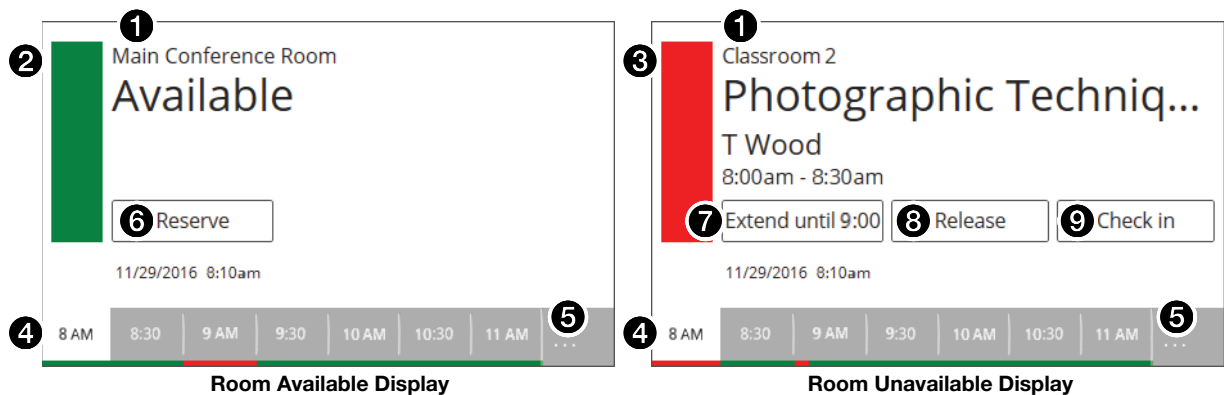 1
2
Main Conference Room
Available
6 Reserve
11/29/2016 8:10am
4 8 AM 8:30 9 AM 9:30 10 AM 10:30 11 AM ... 5
Room Available Display
1
3
Classroom 2
Photographic Techniq...
T Wood
8:00am - 8:30am
7 Extend until 9:00 8 Release 9 Check in
11/29/2016 8:10am
4 8 AM 8:30 9 AM 9:30 10 AM 10:30 11 AM ... 5
Room Unavailable Display